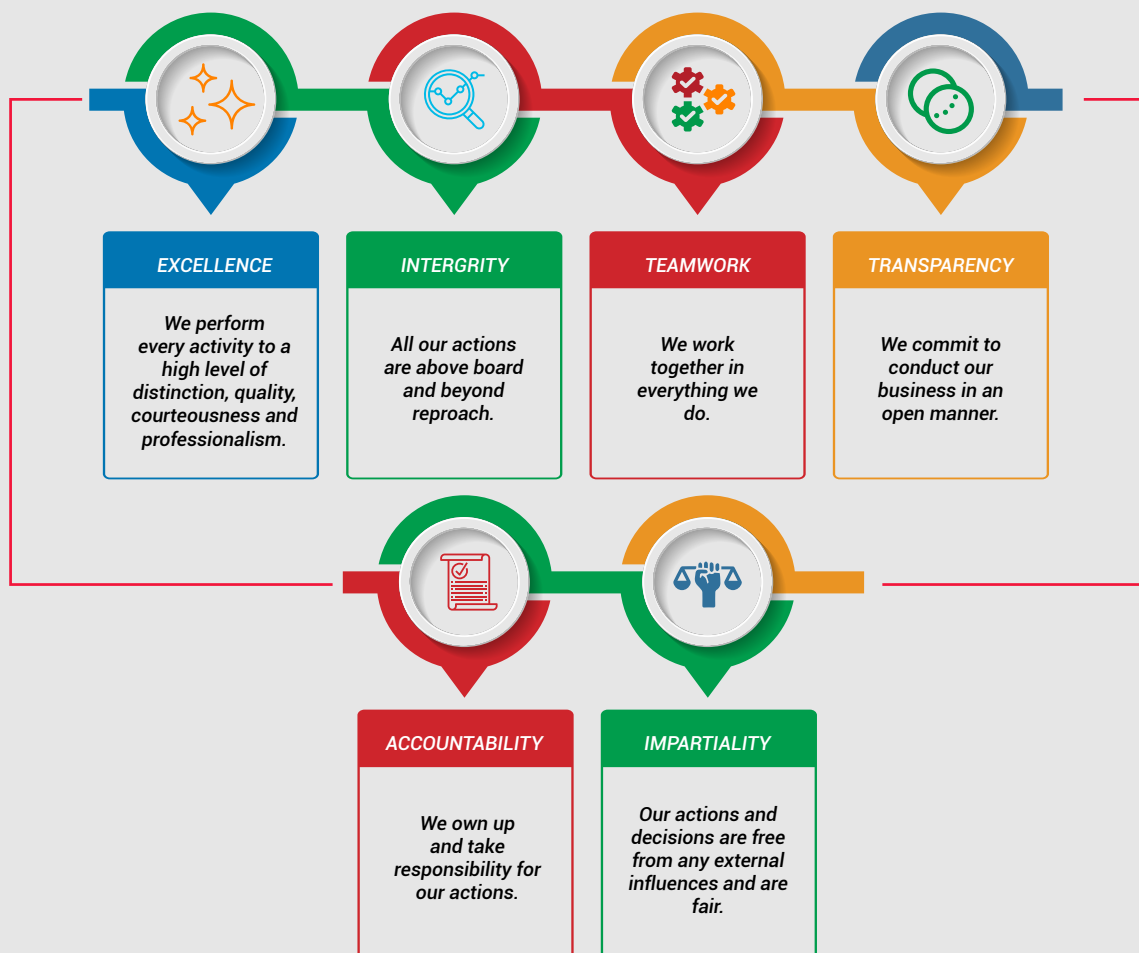 EXCELLENCE
We perform
every activity to a
high level of
distinction, quality,
courteousness and
professionalism.
INTERGRITY
All our actions
are above board
and beyond
reproach.
TEAMWORK
We work
together in
everything we
do.
TRANSPARENCY
We commit to
conduct our
business in an
open manner.
ACCOUNTABILITY
We own up
and take
responsibility for
our actions.
IMPARTIALITY
Our actions and
decisions are free
from any external
influences and are
fair.